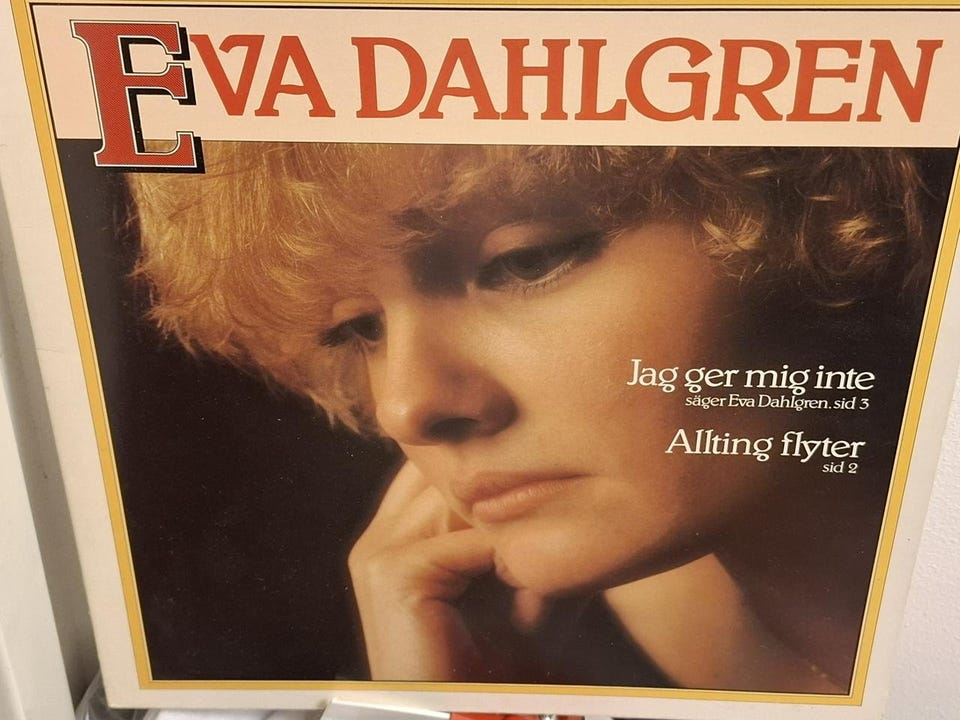 EVA DAHLGREN
Jag ger mig inte
säger Eva Dahlgren. sid 3
Allting flyter
sid 2